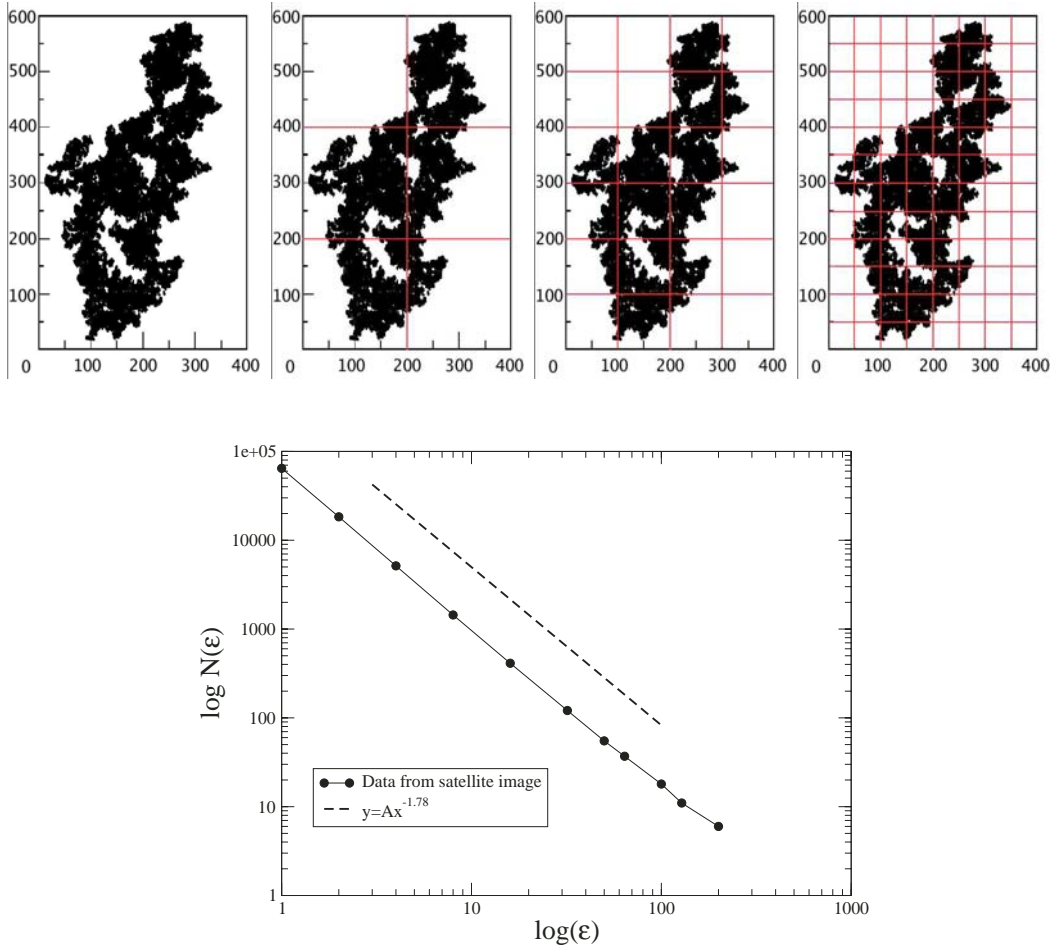 600 600 600 600
500 500 500 500
400 400 400 400
300 300 300 300
200 200 200 200
100 100 100 100
0 100 200 300 400 0 100 200 300 400 0 100 200 300 400 0 100 200 300 400
1e+05
10000
1000
100
10
1
log N(ε)
Data from satellite image
y=Ax^-1.78
1 10 100 1000
log(ε)